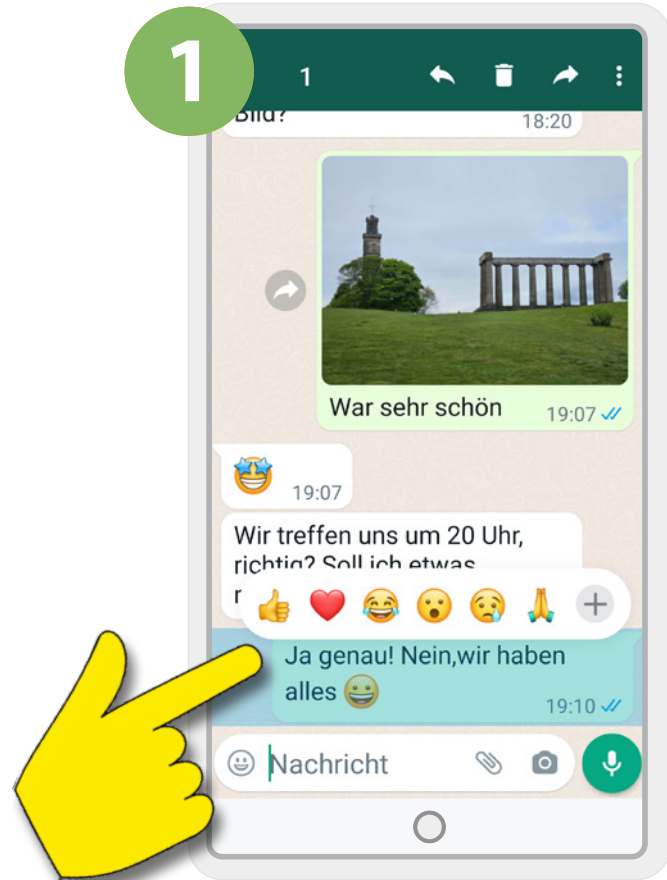 1
1
Bild?
18:20
War sehr schön
19:07
19:07
Wir treffen uns um 20 Uhr,
richtig? Soll ich etwas
Ja genau! Nein,wir haben
alles
19:10
Nachricht